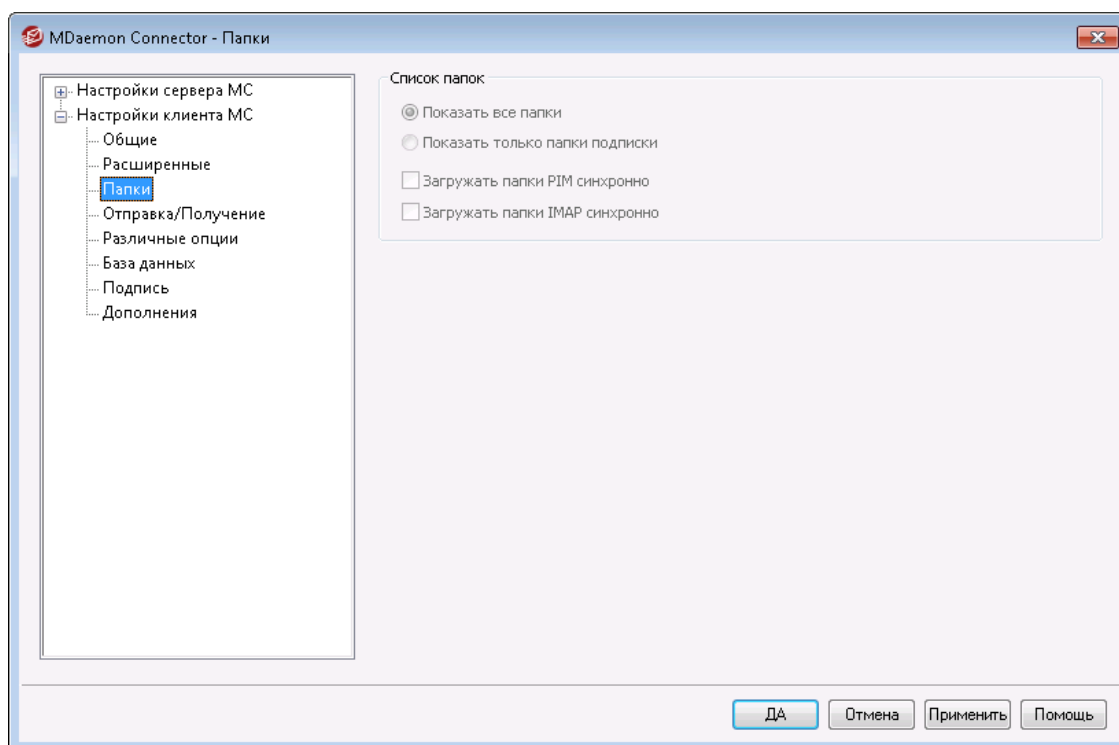 MDaemon Connector - Папки
Настройки сервера MC
Настройки клиента MC
Общие
Расширенные
Папки
Отправка/Получение
Различные опции
База данных
Подпись
Дополнения
Список папок
Показать все папки
Показать только папки подписки
Загружать папки PIM синхронно
Загружать папки IMAP синхронно
ДА
Отмена
Применить
Помощь